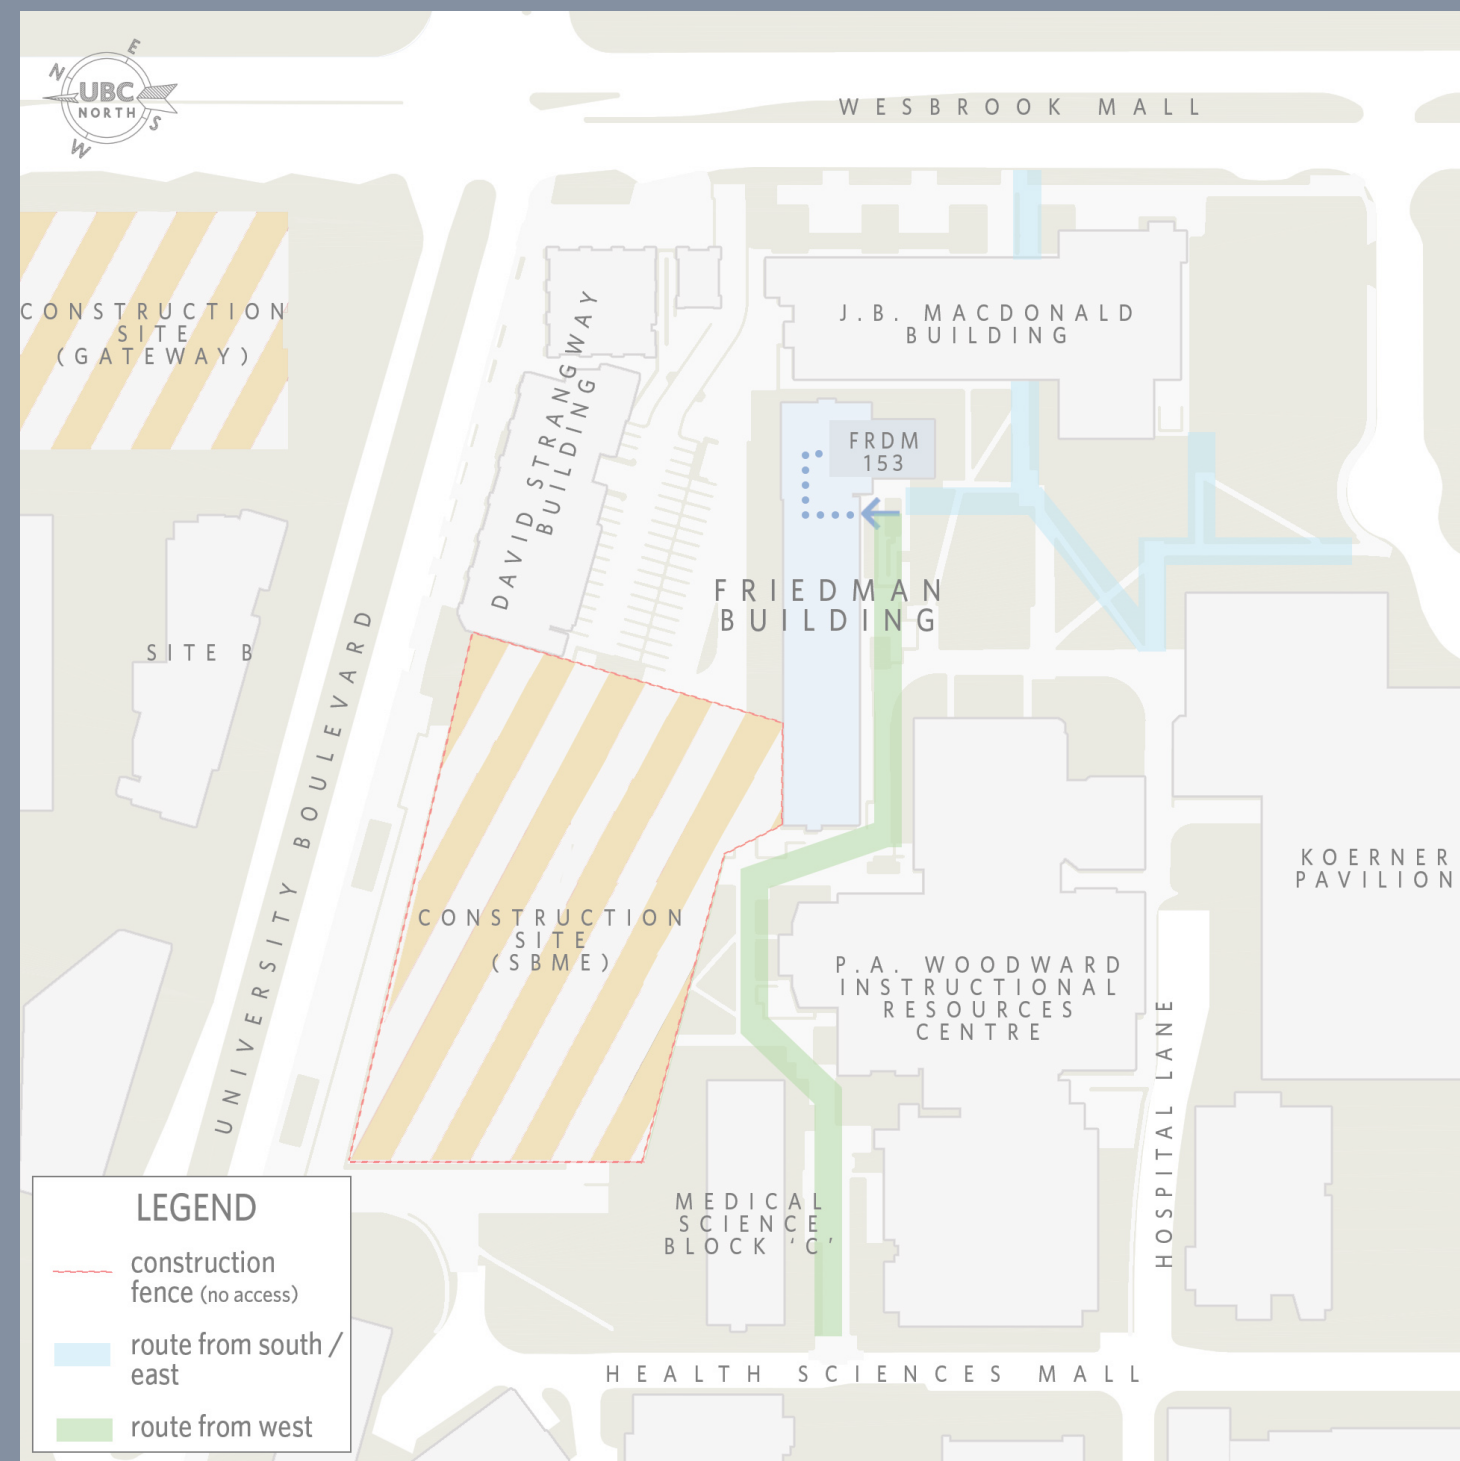 E
N
UBC
NORTH
S
W
WESBROOK MALL
CONSTRUCTION
SITE
(GATEWAY)
J.B. MACDONALD
BUILDING
DAVID STRANGWAY
BUILDING
FRDM
153
FRIEDMAN
BUILDING
SITE B
UNIVERSITY BOULEVARD
KOERNER
PAVILION
CONSTRUCTION
SITE
(SBME)
P.A. WOODWARD
INSTRUCTIONAL
RESOURCES
CENTRE
HOSPITAL LANE
MEDICAL
SCIENCE
BLOCK ‘C’
HEALTH SCIENCES MALL
LEGEND
construction
fence (no access)
route from south /
east
route from west